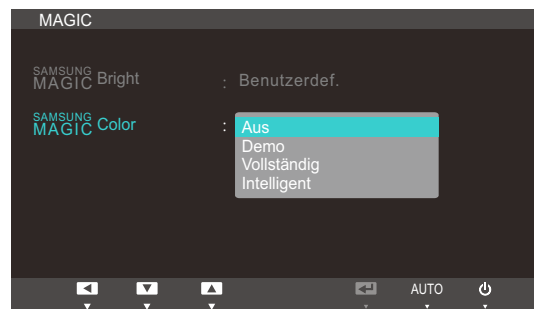 MAGIC
SAMSUNG MAGIC Bright : Benutzerdef.
SAMSUNG MAGIC Color : Aus
Demo
Vollständig
Intelligent
AUTO